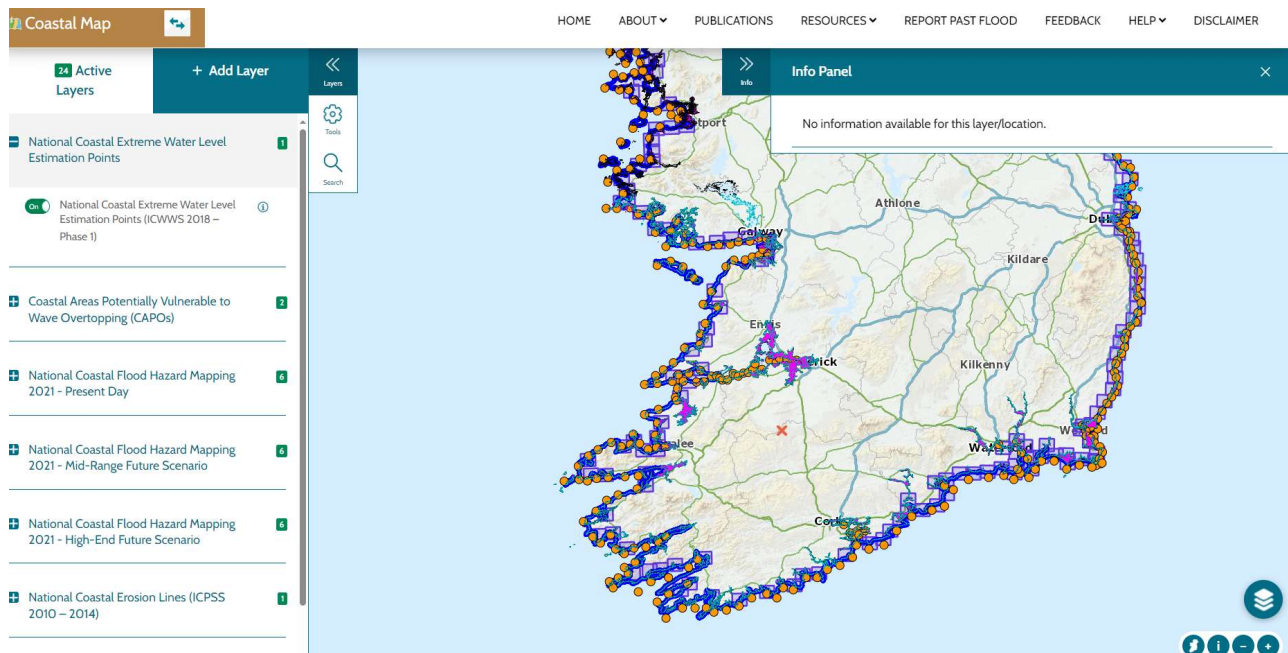 Coastal Map
HOME ABOUT PUBLICATIONS RESOURCES REPORT PAST FLOOD FEEDBACK HELP DISCLAIMER
24 Active
Layers
+ Add Layer
Layers
Tools
Search
National Coastal Extreme Water Level 1
Estimation Points
On National Coastal Extreme Water Level
Estimation Points (ICWWS 2018 –
Phase 1)
Coastal Areas Potentially Vulnerable to 2
Wave Overtopping (CAPOs)
National Coastal Flood Hazard Mapping 6
2021 - Present Day
National Coastal Flood Hazard Mapping 6
2021 - Mid-Range Future Scenario
National Coastal Flood Hazard Mapping 6
2021 - High-End Future Scenario
National Coastal Erosion Lines (ICPSS 1
2010 – 2014)
Info
Info Panel
No information available for this layer/location.
tport
Athlone
Dub
Galway
Kildare
Ennis
erick
Kilkenny
alee
Cork